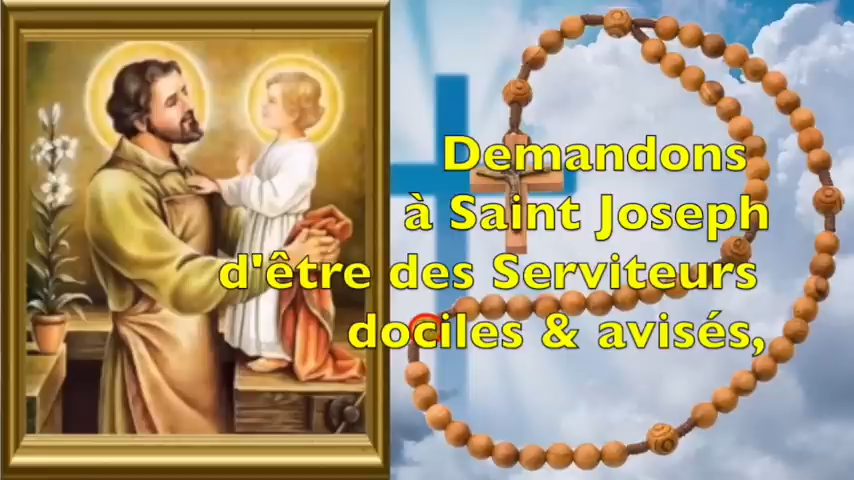 Demandons
à Saint Joseph
d'être des Serviteurs
dociles & avisés,